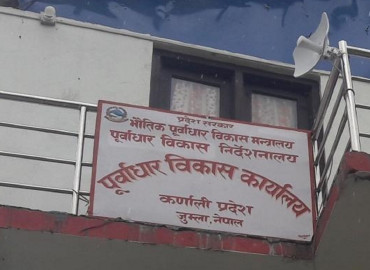 प्रदेश सरकार
भौतिक पूर्वाधार विकास मन्त्रालय
पूर्वाधार विकास निर्देशनालय
पूर्वाधार विकास कार्यालय
कर्णाली प्रदेश
जुम्ला, नेपाल